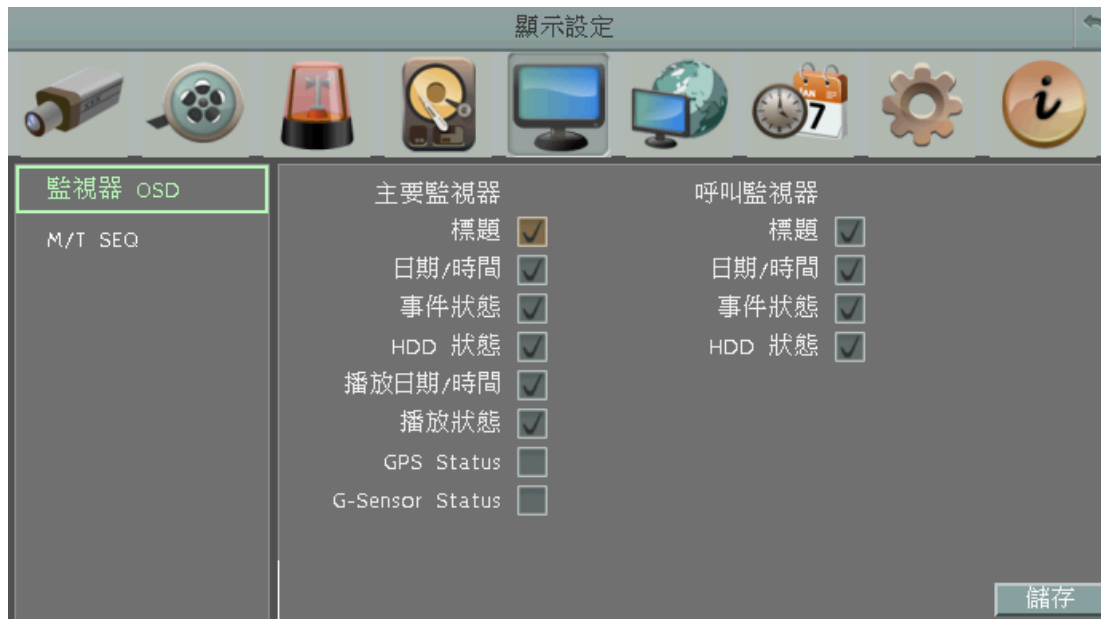 顯示設定
JAN
7
i
監視器 OSD
M/T SEQ
主要監視器
標題
日期/時間
事件狀態
HDD 狀態
播放日期/時間
播放狀態
GPS Status
G-Sensor Status
呼叫監視器
標題
日期/時間
事件狀態
HDD 狀態
儲存